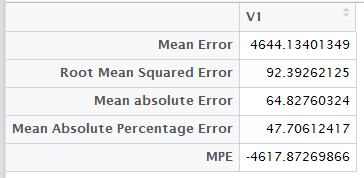 V1
Mean Error 4644.13401349
Root Mean Squared Error 92.39262125
Mean absolute Error 64.82760324
Mean Absolute Percentage Error 47.70612417
MPE -4617.87269866